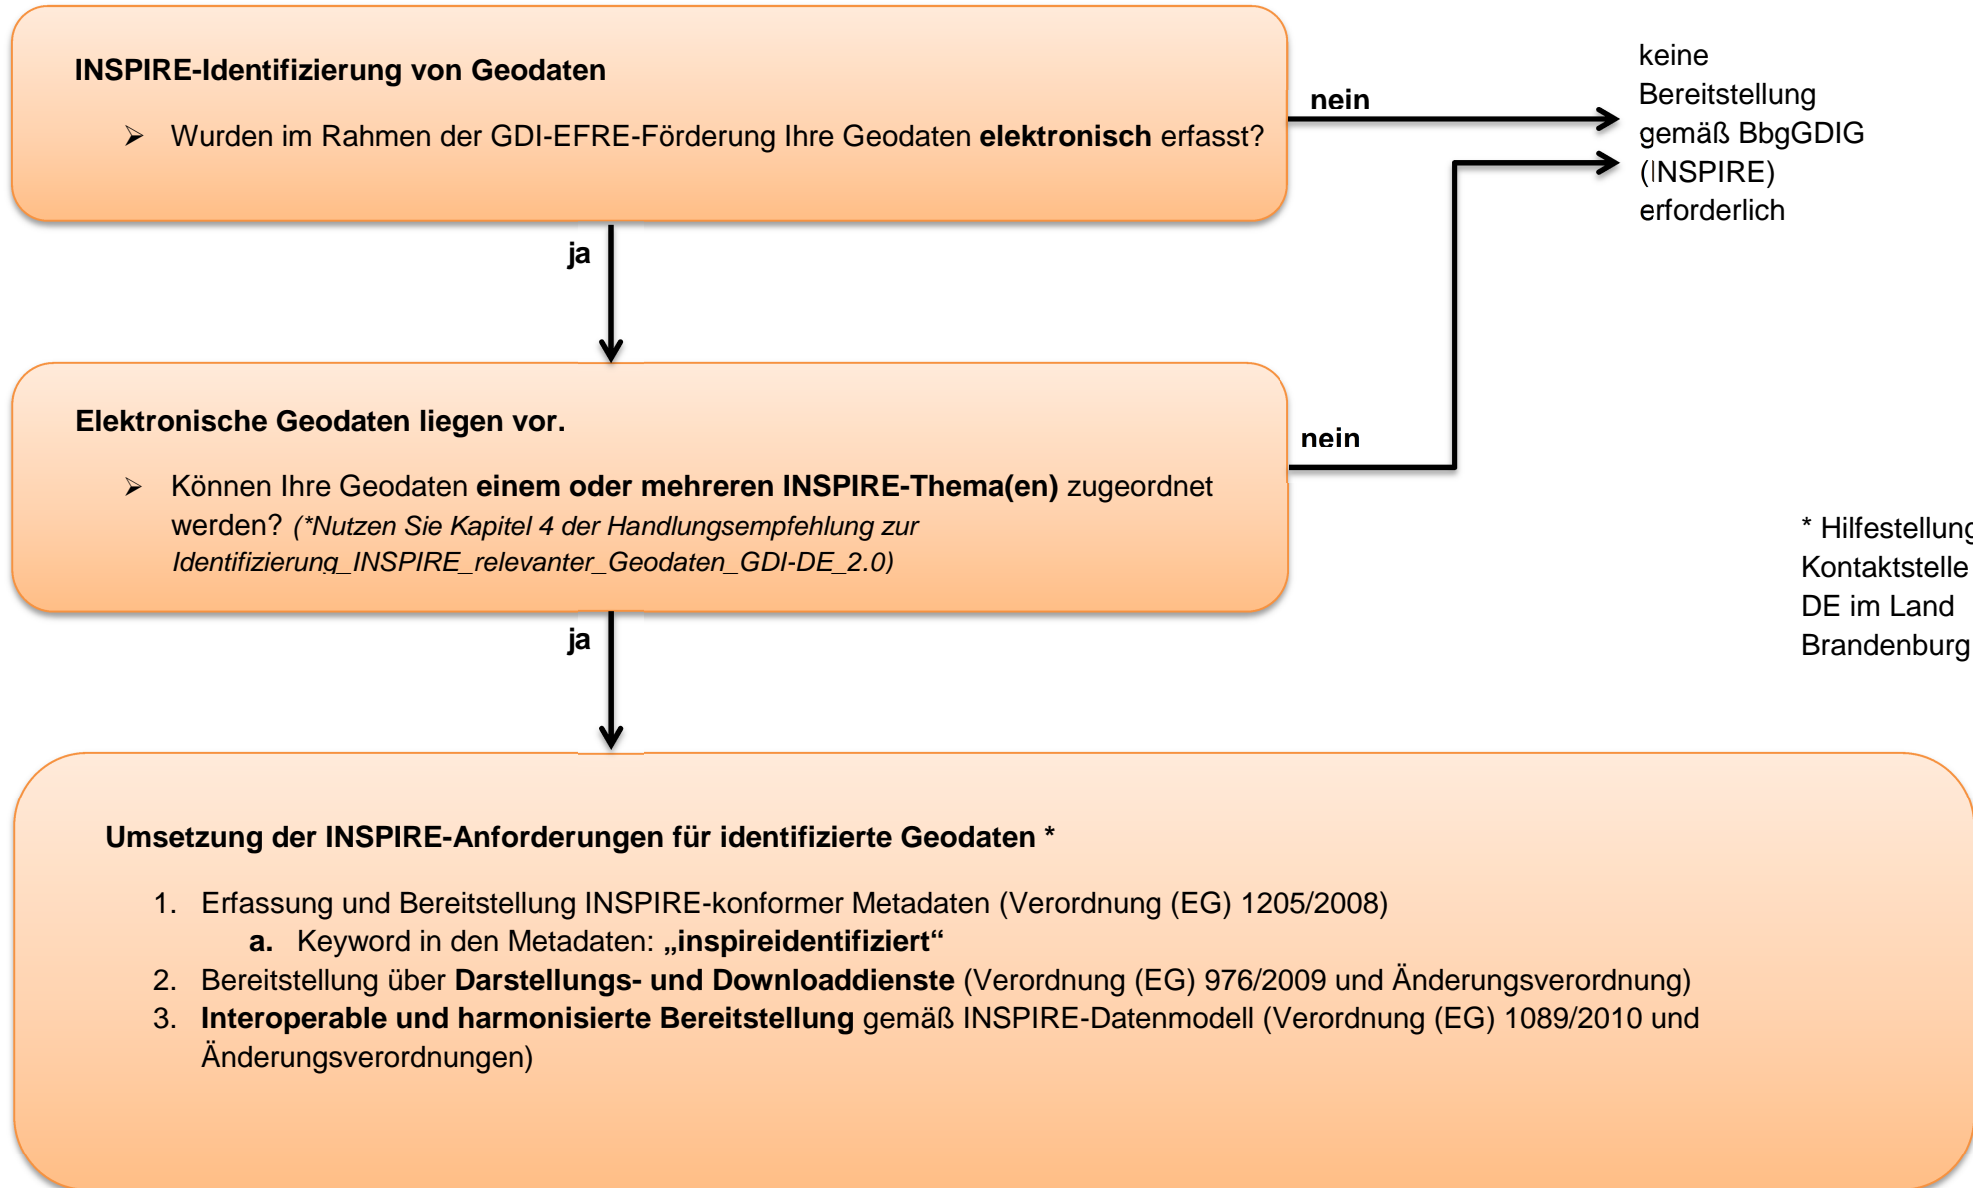 INSPIRE-Identifizierung von Geodaten
➢ Wurden im Rahmen der GDI-EFRE-Förderung Ihre Geodaten elektronisch erfasst?
nein
keine
Bereitstellung
gemäß BbgGDIG
(INSPIRE)
erforderlich
ja
Elektronische Geodaten liegen vor.
➢ Können Ihre Geodaten einem oder mehreren INSPIRE-Thema(en) zugeordnet
werden? (*Nutzen Sie Kapitel 4 der Handlungsempfehlung zur
Identifizierung_INSPIRE_relevanter_Geodaten_GDI-DE_2.0)
nein
* Hilfestellung
Kontaktstelle
DE im Land
Brandenburg
ja
Umsetzung der INSPIRE-Anforderungen für identifizierte Geodaten *
1. Erfassung und Bereitstellung INSPIRE-konformer Metadaten (Verordnung (EG) 1205/2008)
a. Keyword in den Metadaten: „inspireidentifiziert“
2. Bereitstellung über Darstellungs- und Downloaddienste (Verordnung (EG) 976/2009 und Änderungsverordnung)
3. Interoperable und harmonisierte Bereitstellung gemäß INSPIRE-Datenmodell (Verordnung (EG) 1089/2010 und
Änderungsverordnungen)